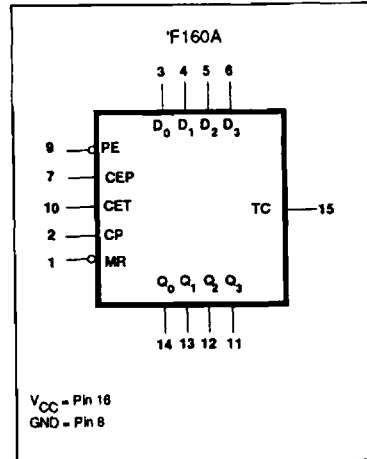 'F160A
3 4 5 6
D0 D1 D2 D3
9 PE
7 CEP
10 CET TC 15
2 CP
1 MR
Q0 Q1 Q2 Q3
14 13 12 11
VCC = Pin 16
GND = Pin 8